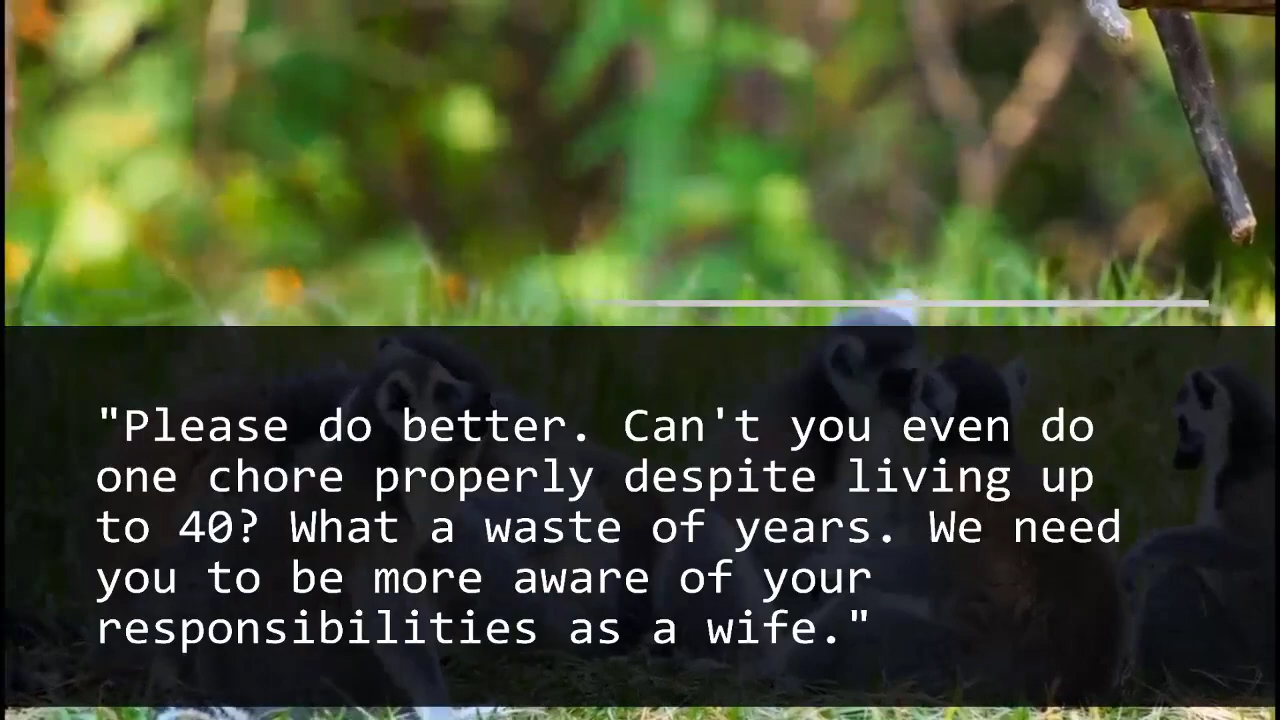 "Please do better. Can't you even do
one chore properly despite living up
to 40? What a waste of years. We need
you to be more aware of your
responsibilities as a wife."